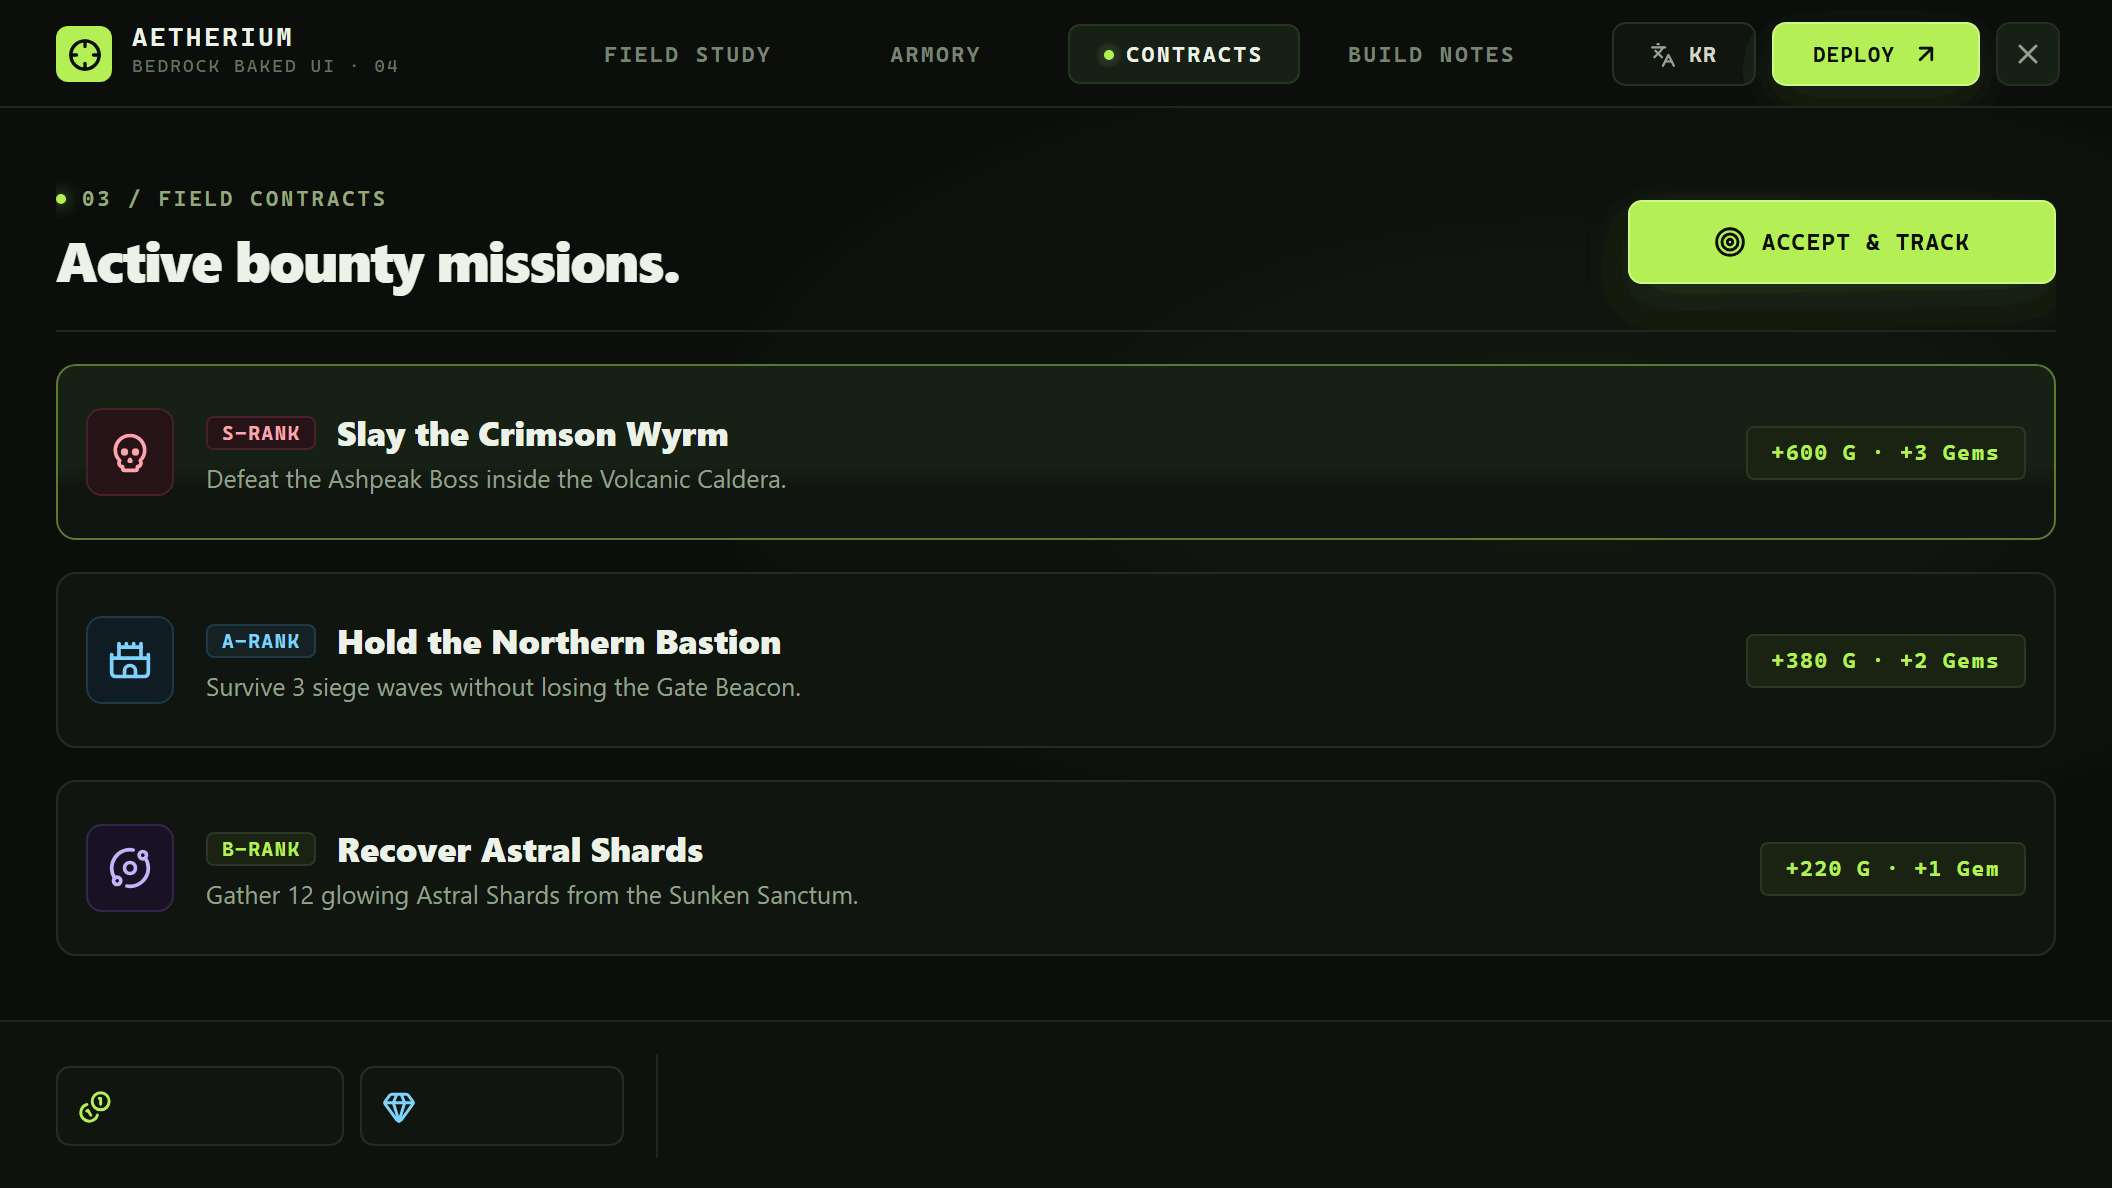 AETHERIUM
BEDROCK BAKED UI · 04
FIELD STUDY
ARMORY
CONTRACTS
BUILD NOTES
KR
DEPLOY
03 / FIELD CONTRACTS
Active bounty missions.
ACCEPT & TRACK
S-RANK
Slay the Crimson Wyrm
Defeat the Ashpeak Boss inside the Volcanic Caldera.
+600 G · +3 Gems
A-RANK
Hold the Northern Bastion
Survive 3 siege waves without losing the Gate Beacon.
+380 G · +2 Gems
B-RANK
Recover Astral Shards
Gather 12 glowing Astral Shards from the Sunken Sanctum.
+220 G · +1 Gem